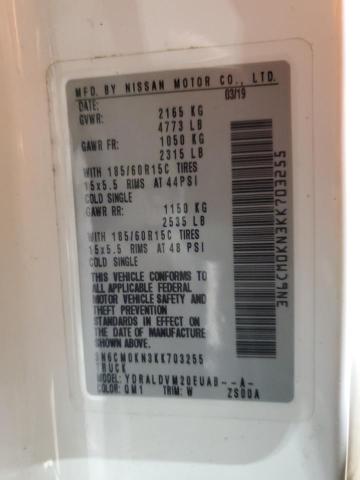 MFD. BY NISSAN MOTOR CO., LTD.
DATE: 03/19
GVWR: 2165 KG
4773 LB
GAWR FR: 1050 KG
2315 LB
WITH 185/60R15C TIRES
15x5.5 RIMS AT 44PSI
COLD SINGLE
GAWR RR: 1150 KG
2535 LB
WITH 185/60R15C TIRES
15x5.5 RIMS AT 48 PSI
COLD SINGLE
THIS VEHICLE CONFORMS TO
ALL APPLICABLE FEDERAL
MOTOR VEHICLE SAFETY AND
THEFT PREVENTION
STANDARDS IN EFFECT ON
THE DATE OF MANUFACTURE
SHOWN ABOVE.
3N6CM0KN3KK703255
TRUCK
MODEL: YDRALDVM20EUAB--A-
COLOR: QM1 TRIM: W ZS00A
3N6CM0KN3KK703255